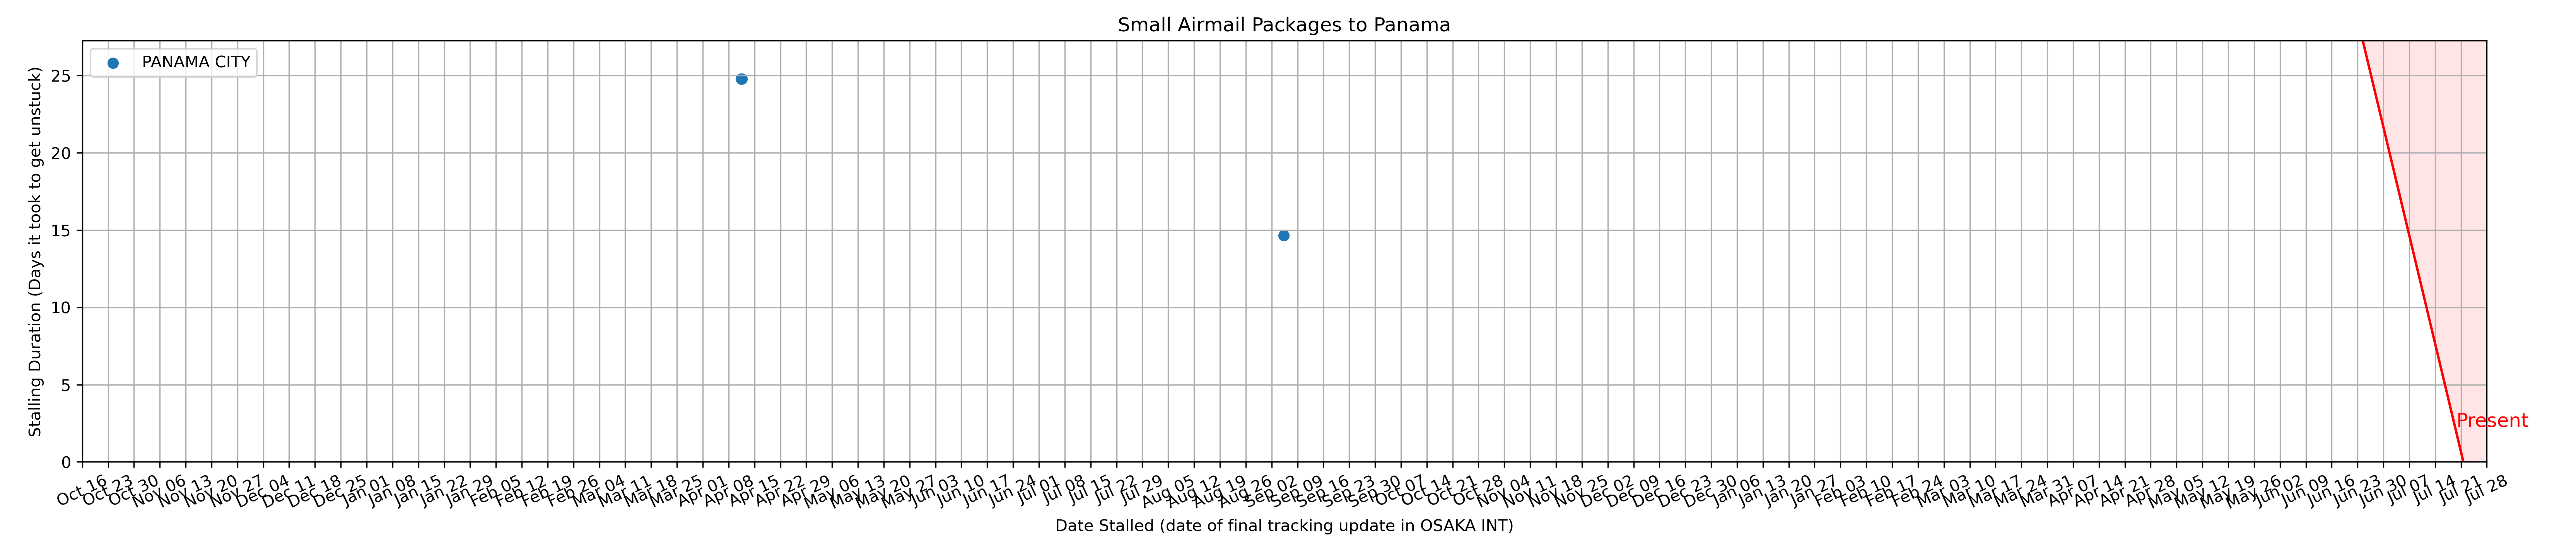 Small Airmail Packages to Panama
PANAMA CITY
Stalling Duration (Days it took to get unstuck)
25
20
15
10
5
0
Present
Oct 16
Oct 23
Oct 30
Nov 06
Nov 13
Nov 20
Nov 27
Dec 04
Dec 11
Dec 18
Dec 25
Jan 01
Jan 08
Jan 15
Jan 22
Jan 29
Feb 05
Feb 12
Feb 19
Feb 26
Mar 04
Mar 11
Mar 18
Mar 25
Apr 01
Apr 08
Apr 15
Apr 22
Apr 29
May 06
May 13
May 20
May 27
Jun 03
Jun 10
Jun 17
Jun 24
Jul 01
Jul 08
Jul 15
Jul 22
Jul 29
Aug 05
Aug 12
Aug 19
Aug 26
Sep 02
Sep 09
Sep 16
Sep 23
Sep 30
Oct 07
Oct 14
Oct 21
Oct 28
Nov 04
Nov 11
Nov 18
Nov 25
Dec 02
Dec 09
Dec 16
Dec 23
Dec 30
Jan 06
Jan 13
Jan 20
Jan 27
Feb 03
Feb 10
Feb 17
Feb 24
Mar 03
Mar 10
Mar 17
Mar 24
Mar 31
Apr 07
Apr 14
Apr 21
Apr 28
May 05
May 12
May 19
May 26
Jun 02
Jun 09
Jun 16
Jun 23
Jun 30
Jul 07
Jul 14
Jul 21
Jul 28
Date Stalled (date of final tracking update in OSAKA INT)